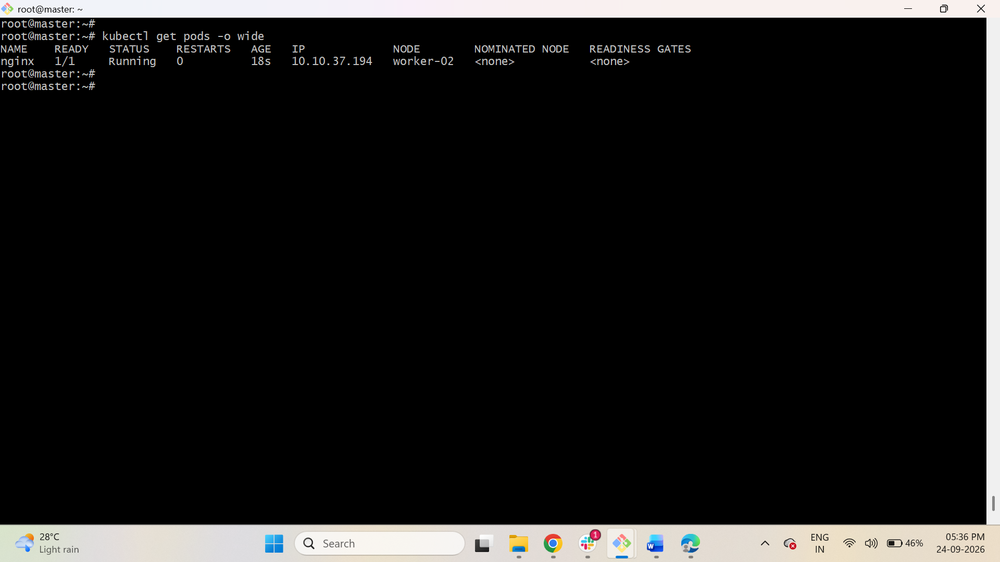 root@master: ~
root@master:~#
root@master:~# kubectl get pods -o wide
NAME    READY   STATUS    RESTARTS   AGE   IP             NODE        NOMINATED NODE   READINESS GATES
nginx   1/1     Running   0          18s   10.10.37.194   worker-02   <none>           <none>
root@master:~#
root@master:~#
28°C
Light rain
Search
1
W
ENG
IN
46%
05:36 PM
24-09-2026